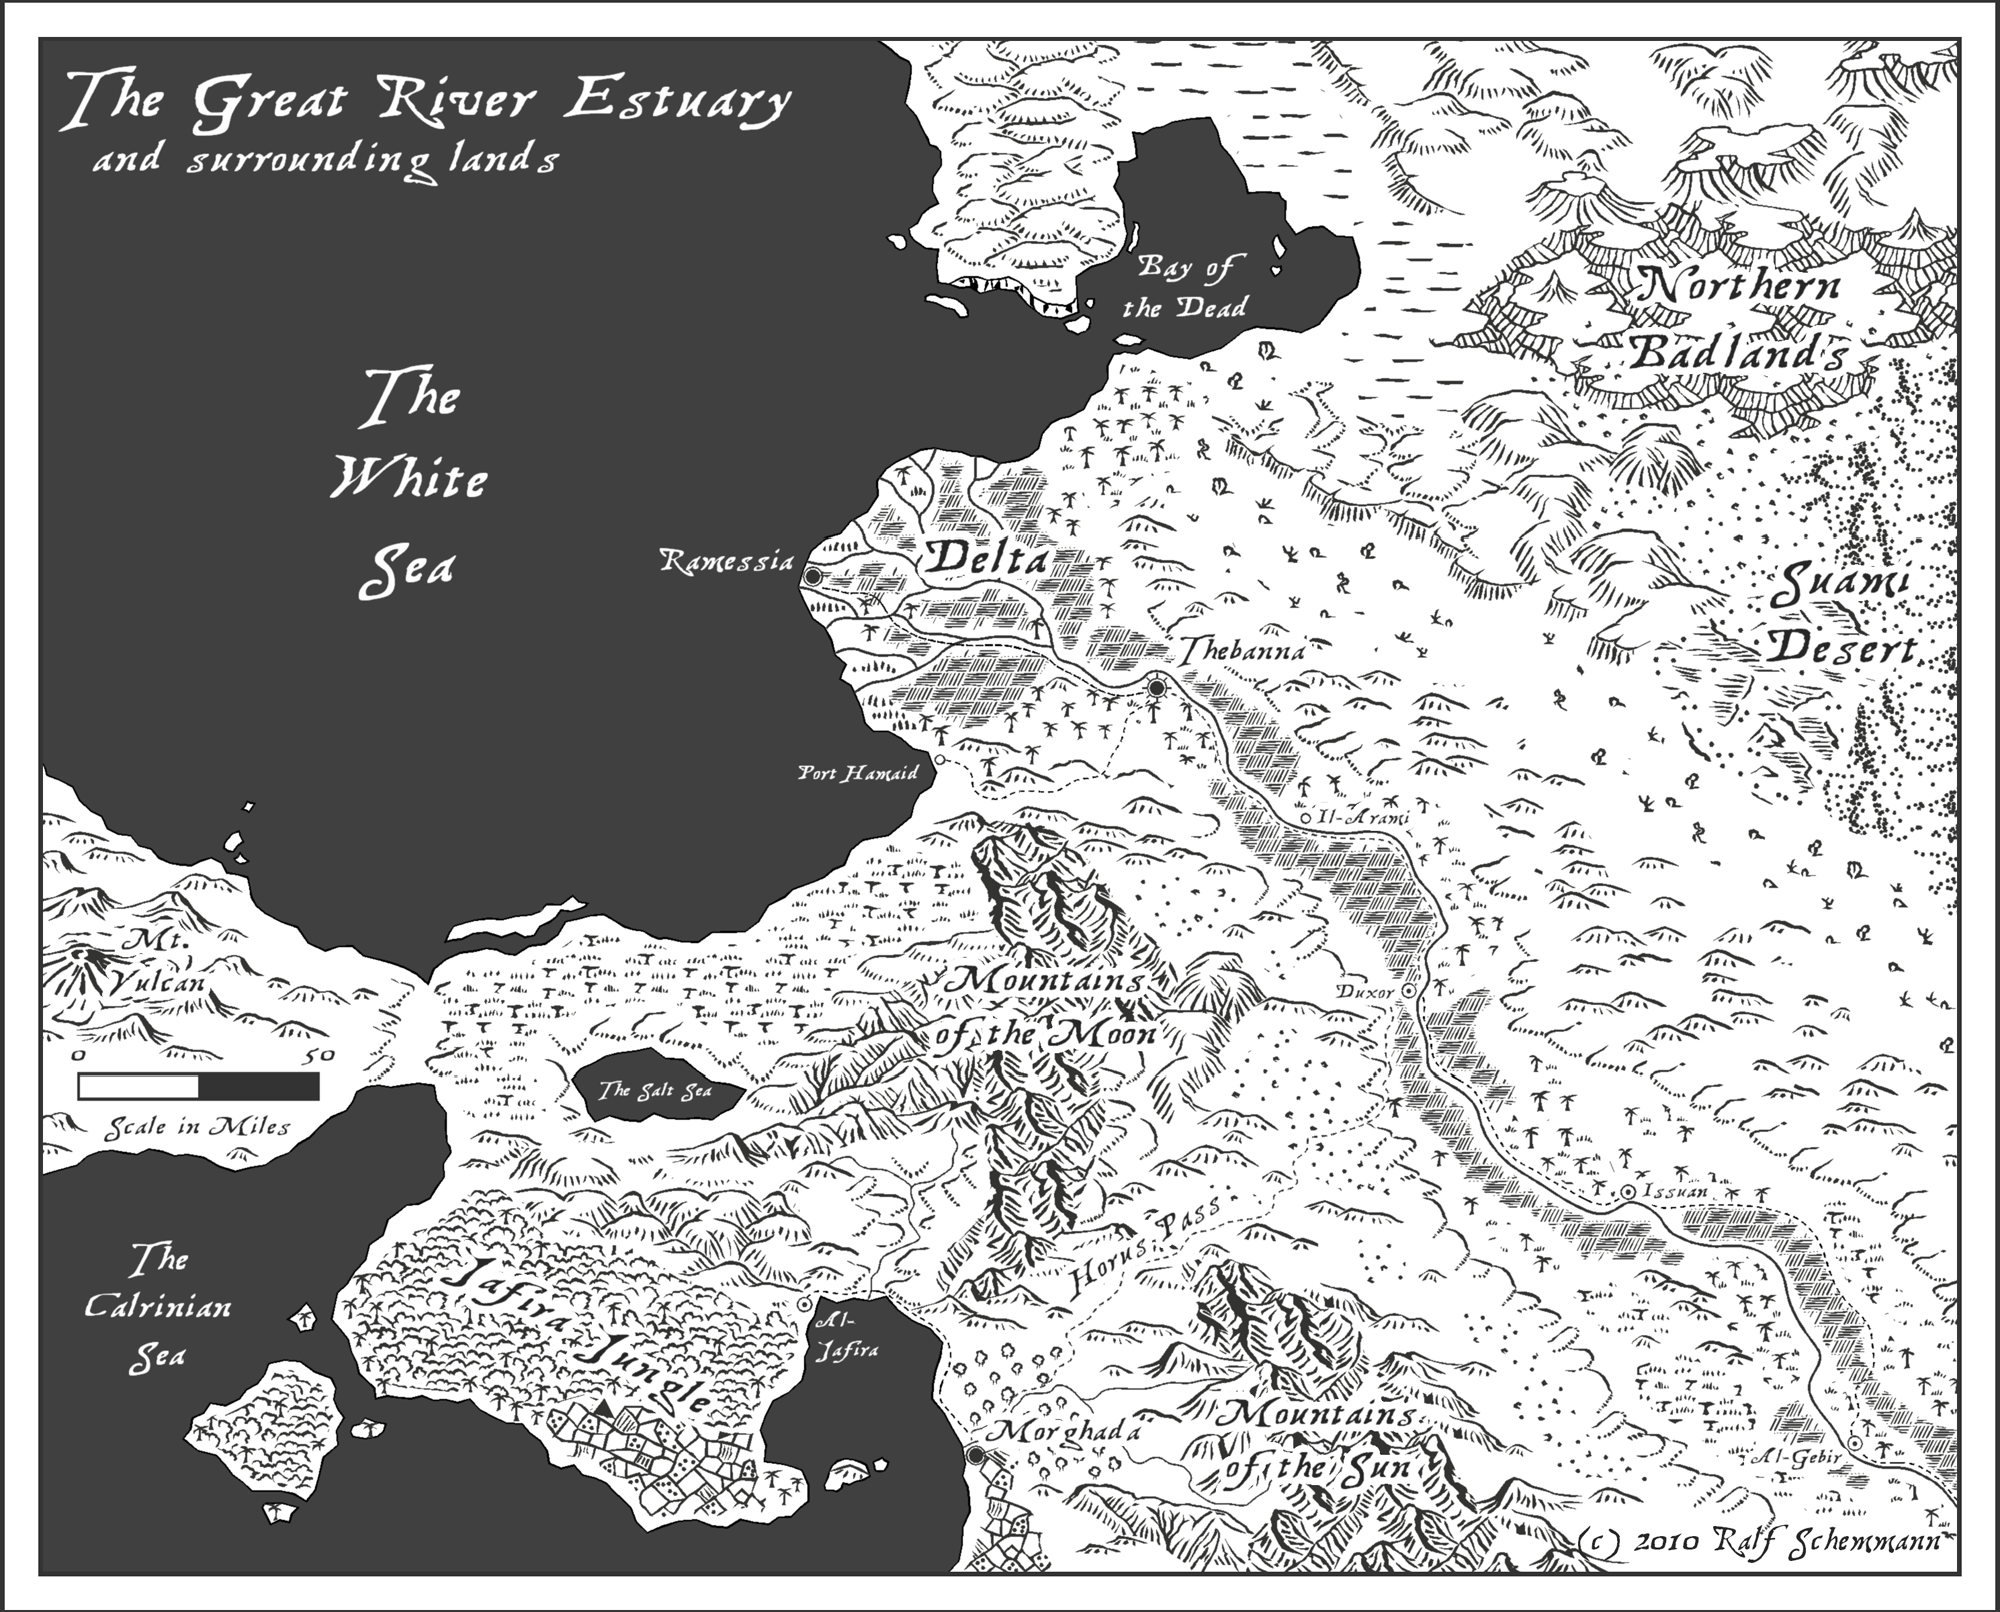 The Great River Estuary
and surrounding lands
Bay of
the Dead
Northern
Badlands
The
White
Sea
Ramessia
Delta
Suami
Desert
Thebanna
Port Hamaid
Il-Arami
Mt.
Vulcan
Mountains
of the Moon
Duxor
0 50
Scale in Miles
The Salt Sea
Issuan
Horus Pass
The
Calrinian
Sea
Jafira Jungle
Al-
Jafira
Morghada
Mountains
of the Sun
Al-Gebir
(c) 2010 Ralf Schemmann